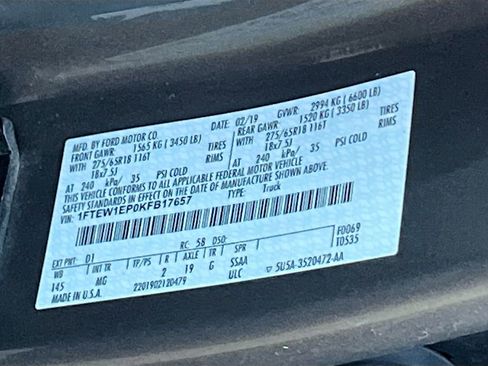 MFD. BY FORD MOTOR CO. DATE: 02/19 GVWR: 2994 KG ( 6600 LB)
FRONT GAWR: 1565 KG ( 3450 LB) REAR GAWR: 1520 KG ( 3350 LB)
WITH 275/65R18 116T TIRES WITH 275/65R18 116T TIRES
18x7.5J RIMS 18x7.5J RIMS
AT 240 kPa/ 35 PSI COLD AT 240 kPa/ 35 PSI COLD
THIS VEHICLE CONFORMS TO ALL APPLICABLE FEDERAL MOTOR VEHICLE
SAFETY STANDARDS IN EFFECT ON THE DATE OF MANUFACTURE SHOWN ABOVE.
VIN: 1FTEW1EP0KFB17657 TYPE: Truck
EXT PNT: D1 RC: 58 DSO: F0069
WB INT TR TP/PS R AXLE TR SPR T0535
145 MG 2 19 G SSAA
MADE IN U.S.A. 2201902120479 ULC ▽ 5U5A-3520472-AA